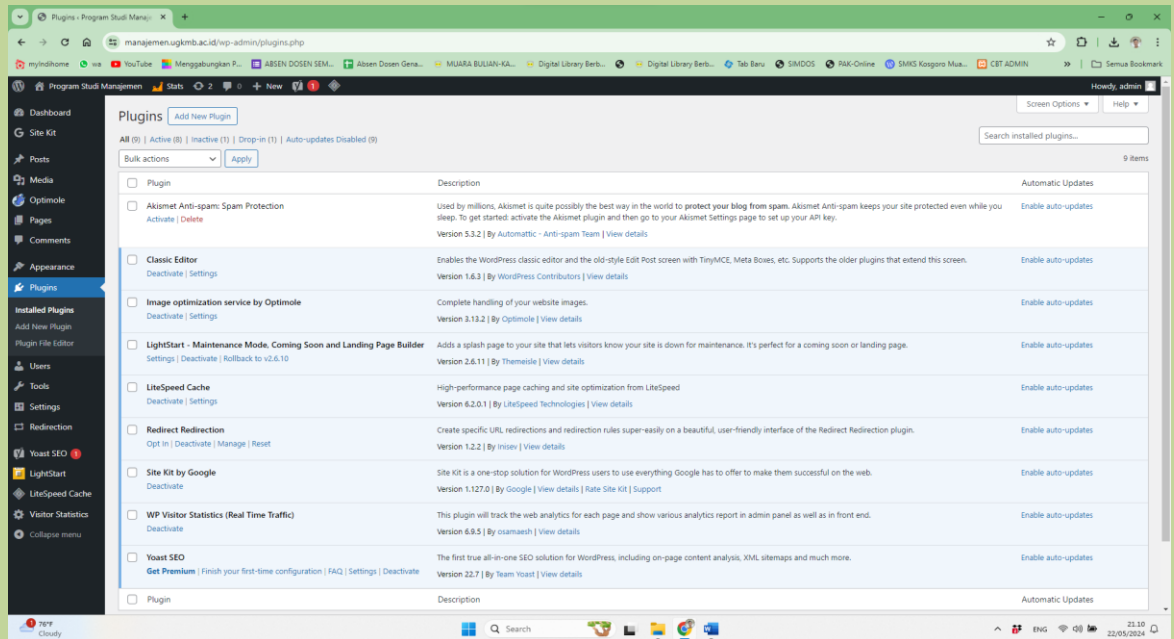 Plugins ‹ Program Studi Manaje
manajemen.ugkmb.ac.id/wp-admin/plugins.php
myIndihome wa YouTube Menggabungkan P... ABSEN DOSEN SEM... Absen Dosen Gena... MUARA BULIAN-KA... Digital Library Berb... Digital Library Berb... Tab Baru SIMDOS PAK-Online SMKS Kosgoro Mua... CBT ADMIN » Semua Bookmark
Program Studi Manajemen Stats 2 0 + New 1 Howdy, admin
Screen Options ▼ Help ▼
Dashboard
Site Kit
Posts
Media
Optimole
Pages
Comments
Appearance
Plugins
Installed Plugins
Add New Plugin
Plugin File Editor
Users
Tools
Settings
Redirection
Yoast SEO 1
LightStart
LiteSpeed Cache
Visitor Statistics
Collapse menu
Plugins Add New Plugin
All (9) | Active (8) | Inactive (1) | Drop-in (1) | Auto-updates Disabled (9)
Search installed plugins...
Bulk actions Apply
9 items
Plugin Description Automatic Updates
Akismet Anti-spam: Spam Protection
Activate | Delete
Used by millions, Akismet is quite possibly the best way in the world to protect your blog from spam. Akismet Anti-spam keeps your site protected even while you
sleep. To get started: activate the Akismet plugin and then go to your Akismet Settings page to set up your API key.
Version 5.3.2 | By Automattic - Anti-spam Team | View details
Enable auto-updates
Classic Editor
Deactivate | Settings
Enables the WordPress classic editor and the old-style Edit Post screen with TinyMCE, Meta Boxes, etc. Supports the older plugins that extend this screen.
Version 1.6.3 | By WordPress Contributors | View details
Enable auto-updates
Image optimization service by Optimole
Deactivate | Settings
Complete handling of your website images.
Version 3.13.2 | By Optimole | View details
Enable auto-updates
LightStart - Maintenance Mode, Coming Soon and Landing Page Builder
Settings | Deactivate | Rollback to v2.6.10
Adds a splash page to your site that lets visitors know your site is down for maintenance. It's perfect for a coming soon or landing page.
Version 2.6.11 | By Themeisle | View details
Enable auto-updates
LiteSpeed Cache
Deactivate | Settings
High-performance page caching and site optimization from LiteSpeed
Version 6.2.0.1 | By LiteSpeed Technologies | View details
Enable auto-updates
Redirect Redirection
Opt In | Deactivate | Manage | Reset
Create specific URL redirections and redirection rules super-easily on a beautiful, user-friendly interface of the Redirect Redirection plugin.
Version 1.2.2 | By Inisev | View details
Enable auto-updates
Site Kit by Google
Deactivate
Site Kit is a one-stop solution for WordPress users to use everything Google has to offer to make them successful on the web.
Version 1.127.0 | By Google | View details | Rate Site Kit | Support
Enable auto-updates
WP Visitor Statistics (Real Time Traffic)
Deactivate
This plugin will track the web analytics for each page and show various analytics report in admin panel as well as in front end.
Version 6.9.5 | By osamaesh | View details
Enable auto-updates
Yoast SEO
Get Premium | Finish your first-time configuration | FAQ | Settings | Deactivate
The first true all-in-one SEO solution for WordPress, including on-page content analysis, XML sitemaps and much more.
Version 22.7 | By Team Yoast | View details
Enable auto-updates
Plugin Description Automatic Updates
1 76°F
Cloudy
Search
ENG
21.10
22/05/2024